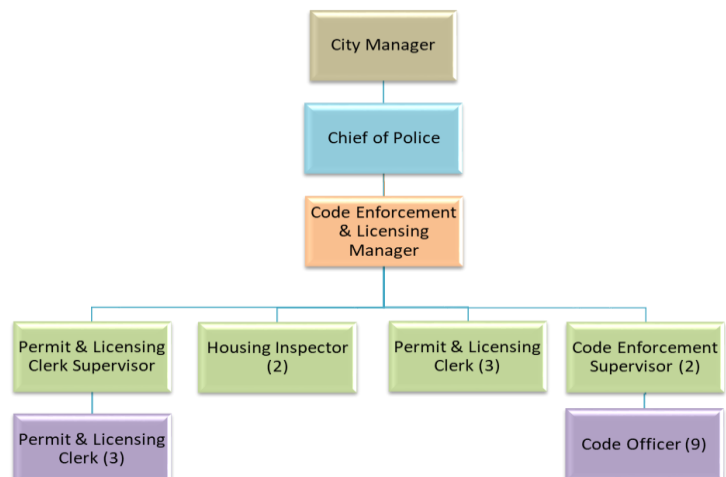 City Manager
Chief of Police
Code Enforcement
& Licensing
Manager
Permit & Licensing
Clerk Supervisor
Housing Inspector
(2)
Permit & Licensing
Clerk (3)
Code Enforcement
Supervisor (2)
Permit & Licensing
Clerk (3)
Code Officer (9)